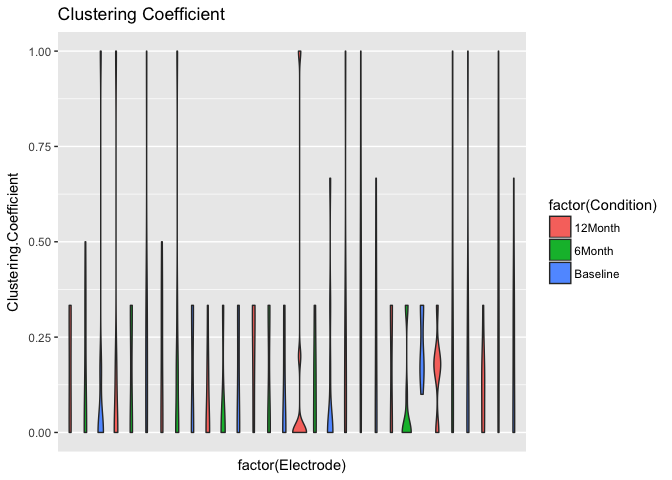 Clustering Coefficient
1.00
0.75
0.50
0.25
0.00
Clustering.Coefficient
factor(Electrode)
factor(Condition)
12Month
6Month
Baseline